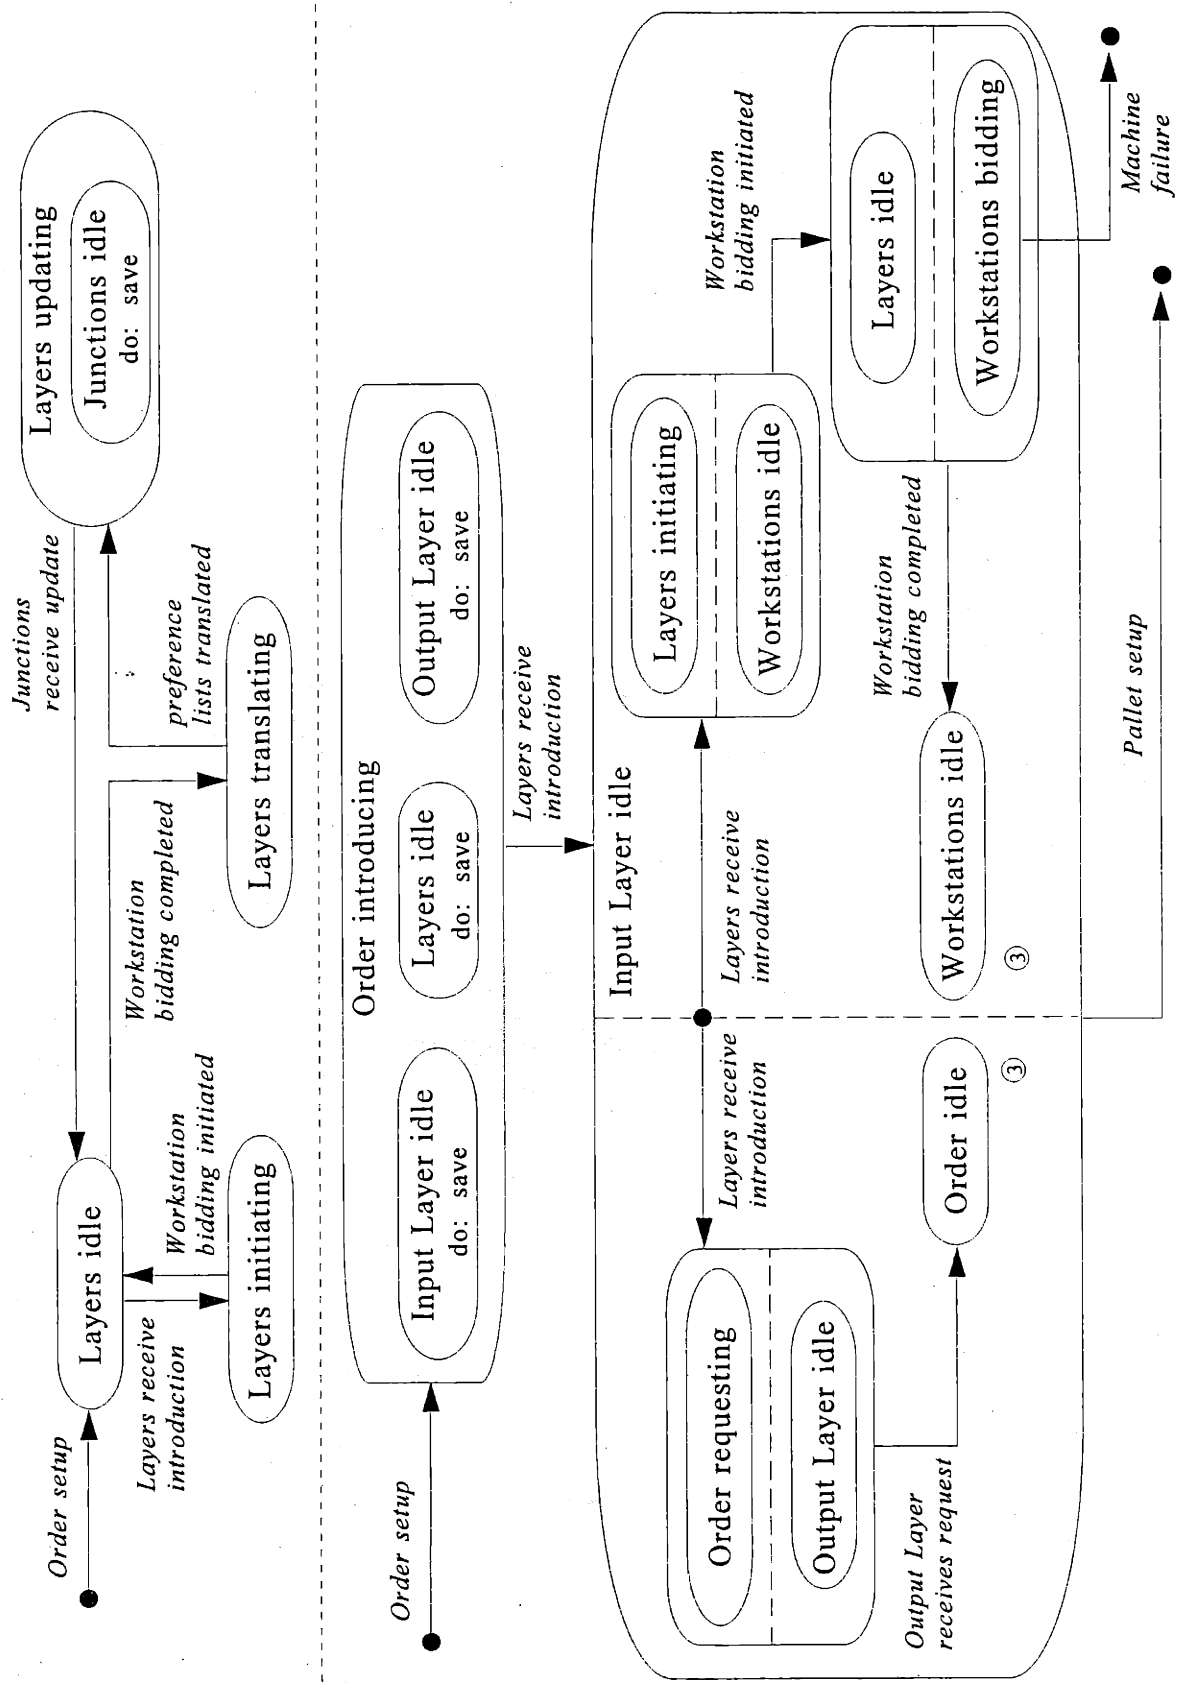 Order setup
Layers idle
Layers receive
introduction
Workstation
bidding initiated
Layers initiating
Workstation
bidding completed
Junctions
receive update
preference
lists translated
Layers translating
Layers updating
Junctions idle
do: save
Order setup
Order introducing
Input Layer idle
do: save
Layers idle
do: save
Output Layer idle
do: save
Layers receive
introduction
Input Layer idle
Layers receive
introduction
Order requesting
Output Layer idle
Output Layer
receives request
Order idle
3
Layers receive
introduction
Layers initiating
Workstations idle
Workstation
bidding initiated
Layers idle
Workstations bidding
Workstation
bidding completed
Workstations idle
3
Machine
failure
Pallet setup